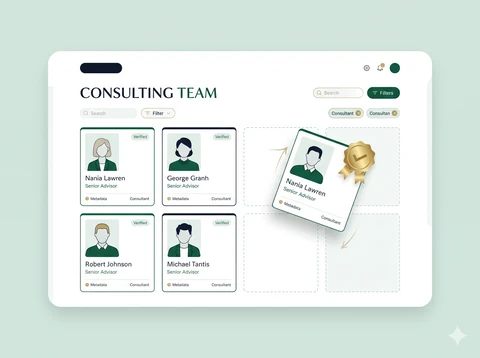 CONSULTING TEAM
Search
Filters
Search
Filter
Consultant
Consulton
Verified
Nania Lawren
Senior Advisor
Metadata Consultant
Verified
George Granh
Senior Advisor
Metadata Consultant
Nania Lawren
Senior Advisor
Metadata Consultant
Verified
Robert Johnson
Senior Advisor
Metadata Consultant
Verified
Michael Tantis
Senior Advisor
Metadata Consultant